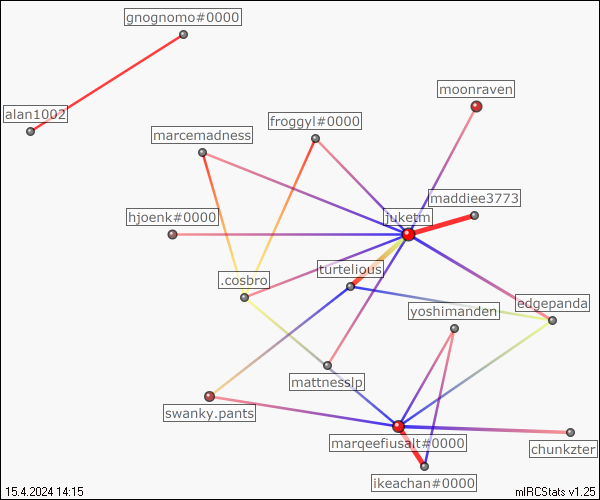 gnognomo#0000
moonraven
alan1002
froggyl#0000
marcemadness
maddiee3773
hjoenk#0000
juketm
turtelious
.cosbro
edgepanda
yoshimanden
mattnesslp
swanky.pants
marqeefiusalt#0000
chunkzter
ikeachan#0000
15.4.2024 14:15
mIRCStats v1.25